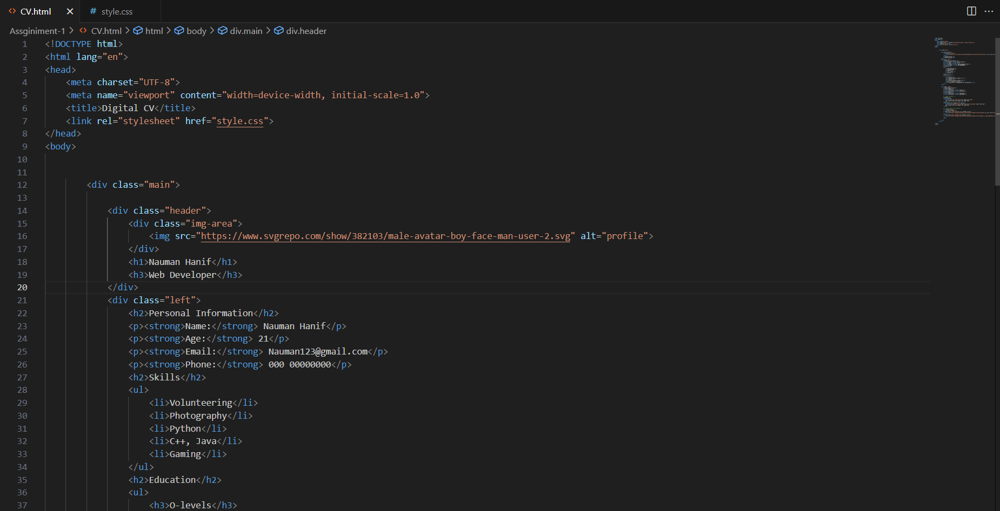 CV.html style.css
Assginiment-1 > CV.html > html > body > div.main > div.header
1 <!DOCTYPE html>
2 <html lang="en">
3 <head>
4 <meta charset="UTF-8">
5 <meta name="viewport" content="width=device-width, initial-scale=1.0">
6 <title>Digital CV</title>
7 <link rel="stylesheet" href="style.css">
8 </head>
9 <body>
10
11
12 <div class="main">
13
14 <div class="header">
15 <div class="img-area">
16 <img src="https://www.svgrepo.com/show/382103/male-avatar-boy-face-man-user-2.svg" alt="profile">
17 </div>
18 <h1>Nauman Hanif</h1>
19 <h3>Web Developer</h3>
20 </div>
21 <div class="left">
22 <h2>Personal Information</h2>
23 <p><strong>Name:</strong> Nauman Hanif</p>
24 <p><strong>Age:</strong> 21</p>
25 <p><strong>Email:</strong> Nauman123@gmail.com</p>
26 <p><strong>Phone:</strong> 000 00000000</p>
27 <h2>Skills</h2>
28 <ul>
29 <li>Volunteering</li>
30 <li>Photography</li>
31 <li>Python</li>
32 <li>C++, Java</li>
33 <li>Gaming</li>
34 </ul>
35 <h2>Education</h2>
36 <ul>
37 <h3>O-levels</h3>